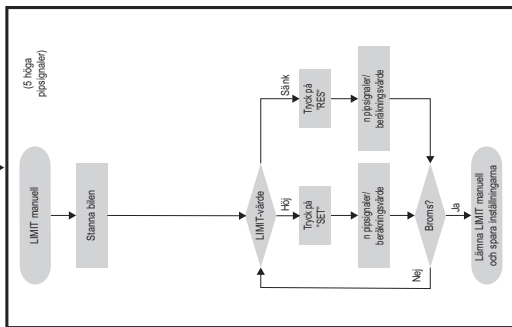 LIMIT manuell
(5 höga
pipsignaler)
Stanna bilen
LIMIT-värde
Höj
Sänk
Tryck på
"SET"
Tryck på
"RES"
n pipsignaler/
beräkningsvärde
n pipsignaler/
beräkningsvärde
Broms?
Nej
Ja
Lämna LIMIT manuell
och spara inställningarna